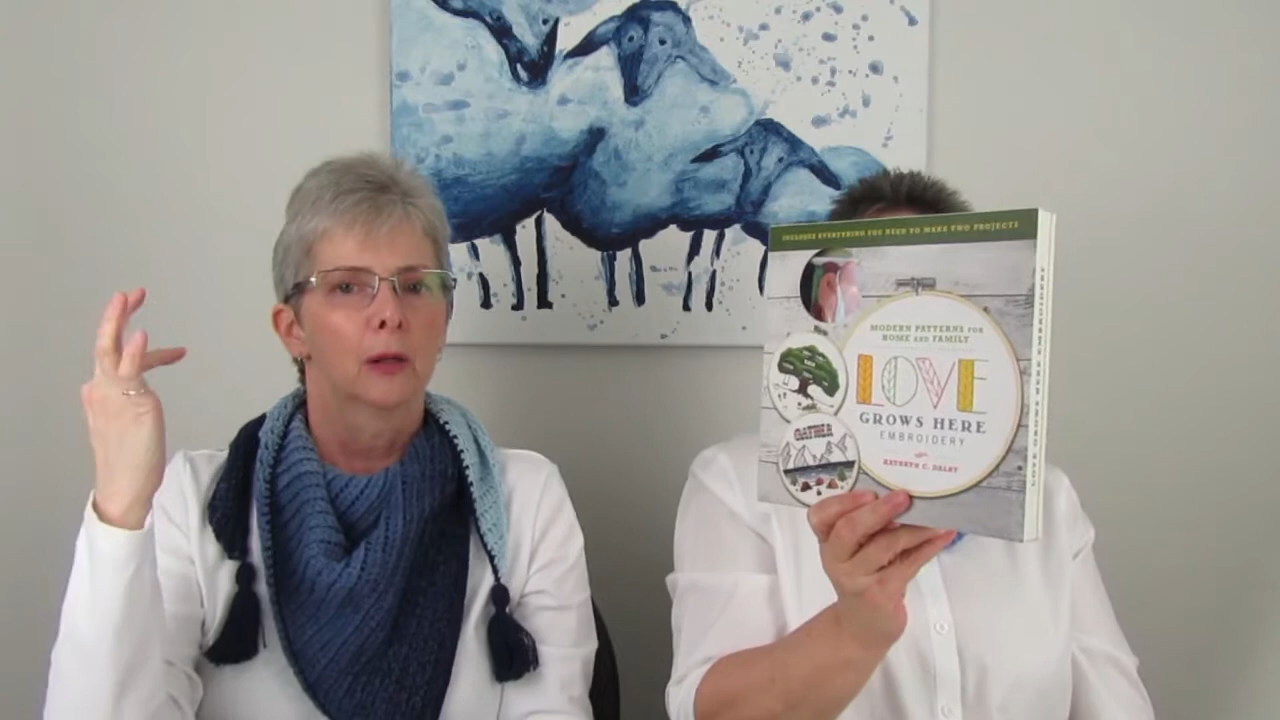 INCLUDES EVERYTHING YOU NEED TO MAKE TWO PROJECTS
MODERN PATTERNS FOR
HOME AND FAMILY
LOVE
GROWS HERE
EMBROIDERY
KATHRYN C. DALBY
GATHER
LOVE GROWS HERE EMBROIDERY